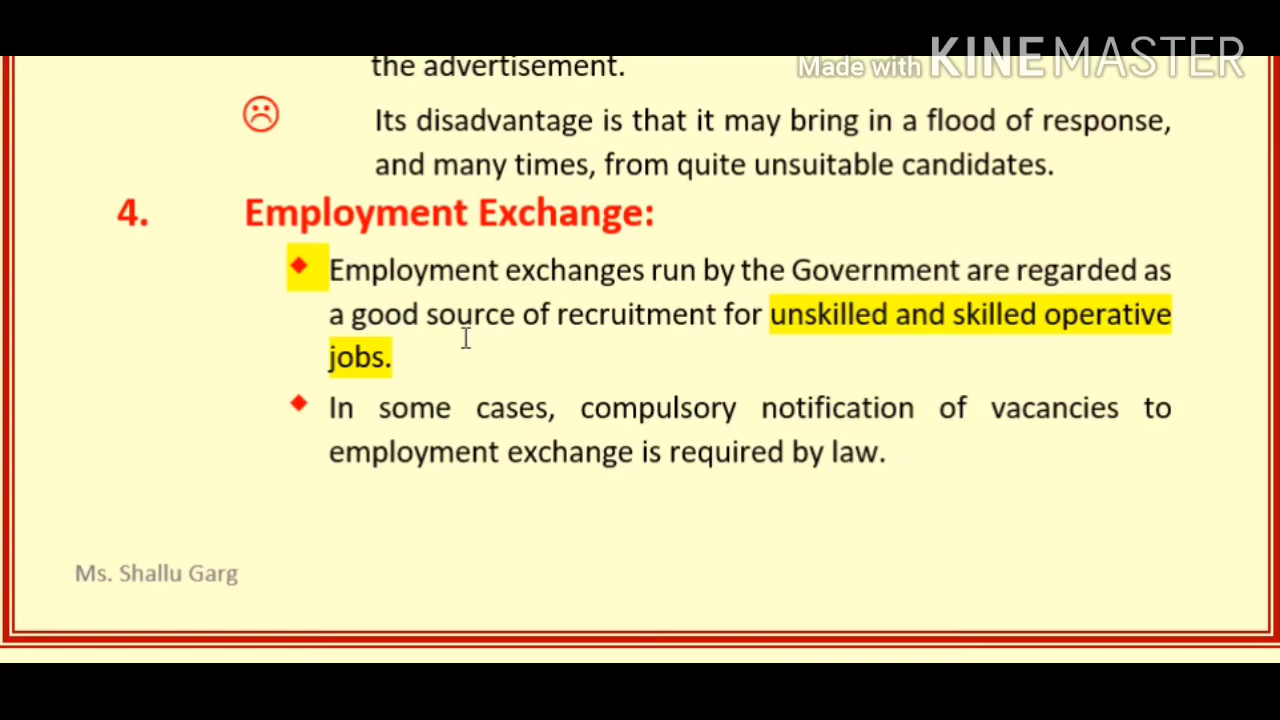 Made with KINEMASTER
the advertisement.
Its disadvantage is that it may bring in a flood of response,
and many times, from quite unsuitable candidates.
4. Employment Exchange:
Employment exchanges run by the Government are regarded as
a good source of recruitment for unskilled and skilled operative
jobs.
In some cases, compulsory notification of vacancies to
employment exchange is required by law.
Ms. Shallu Garg